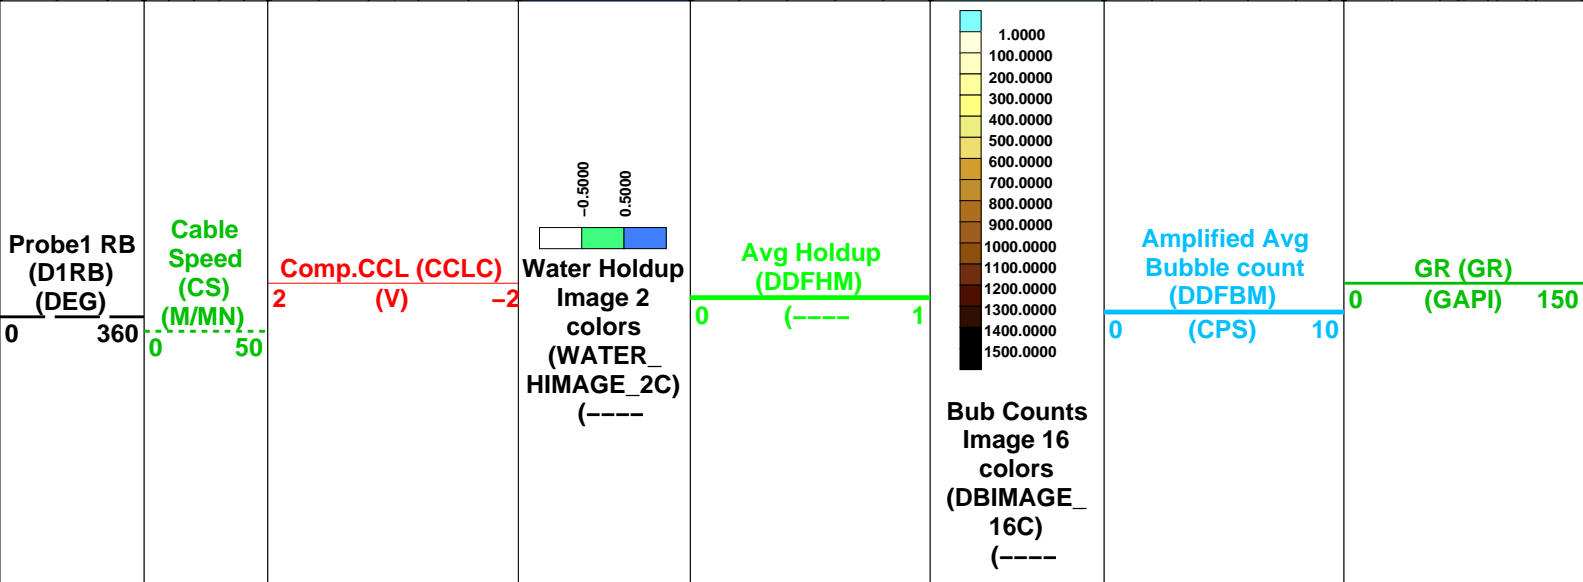 Probe1 RB
(D1RB)
(DEG)
0 360
Cable
Speed
(CS)
(M/MN)
0 50
Comp.CCL (CCLC)
2 (V) −2
−0.5000
0.5000
Water Holdup
Image 2
colors
(WATER_
HIMAGE_2C)
(−−−−
Avg Holdup
(DDFHM)
0 (−−−− 1
1.0000
100.0000
200.0000
300.0000
400.0000
500.0000
600.0000
700.0000
800.0000
900.0000
1000.0000
1100.0000
1200.0000
1300.0000
1400.0000
1500.0000
Bub Counts
Image 16
colors
(DBIMAGE_
16C)
(−−−−
Amplified Avg
Bubble count
(DDFBM)
0 (CPS) 10
GR (GR)
0 (GAPI) 150